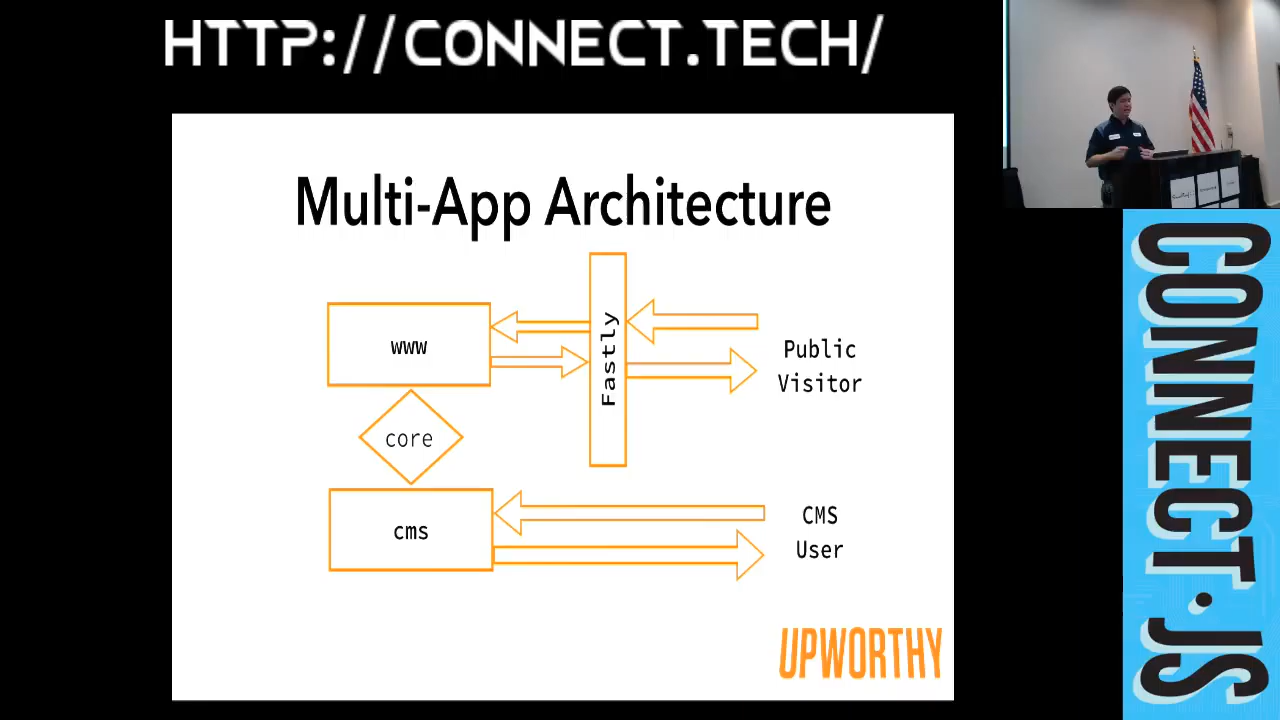 HTTP://CONNECT.TECH/
Multi-App Architecture
www
Fastly
Public
Visitor
core
cms
CMS
User
UPWORTHY
CONNECT.JS